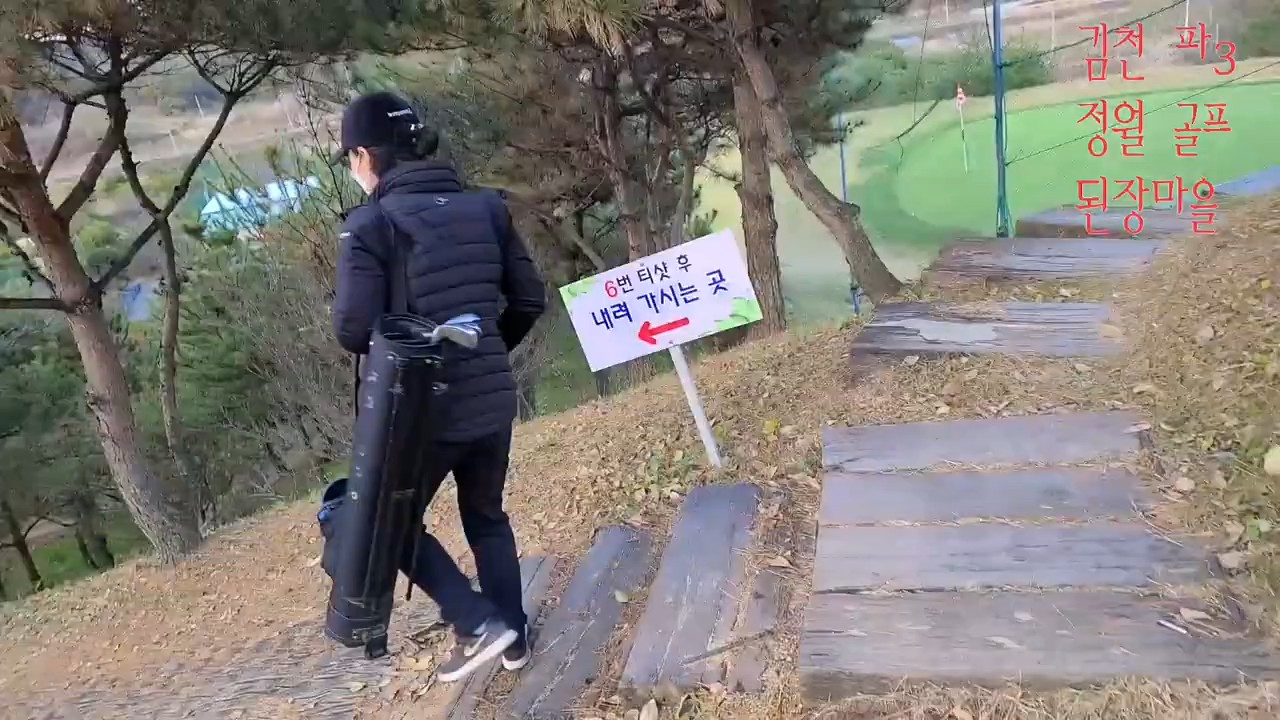 김천 파3
정월 골프
된장마을
6번 티샷 후
내려 가시는 곳